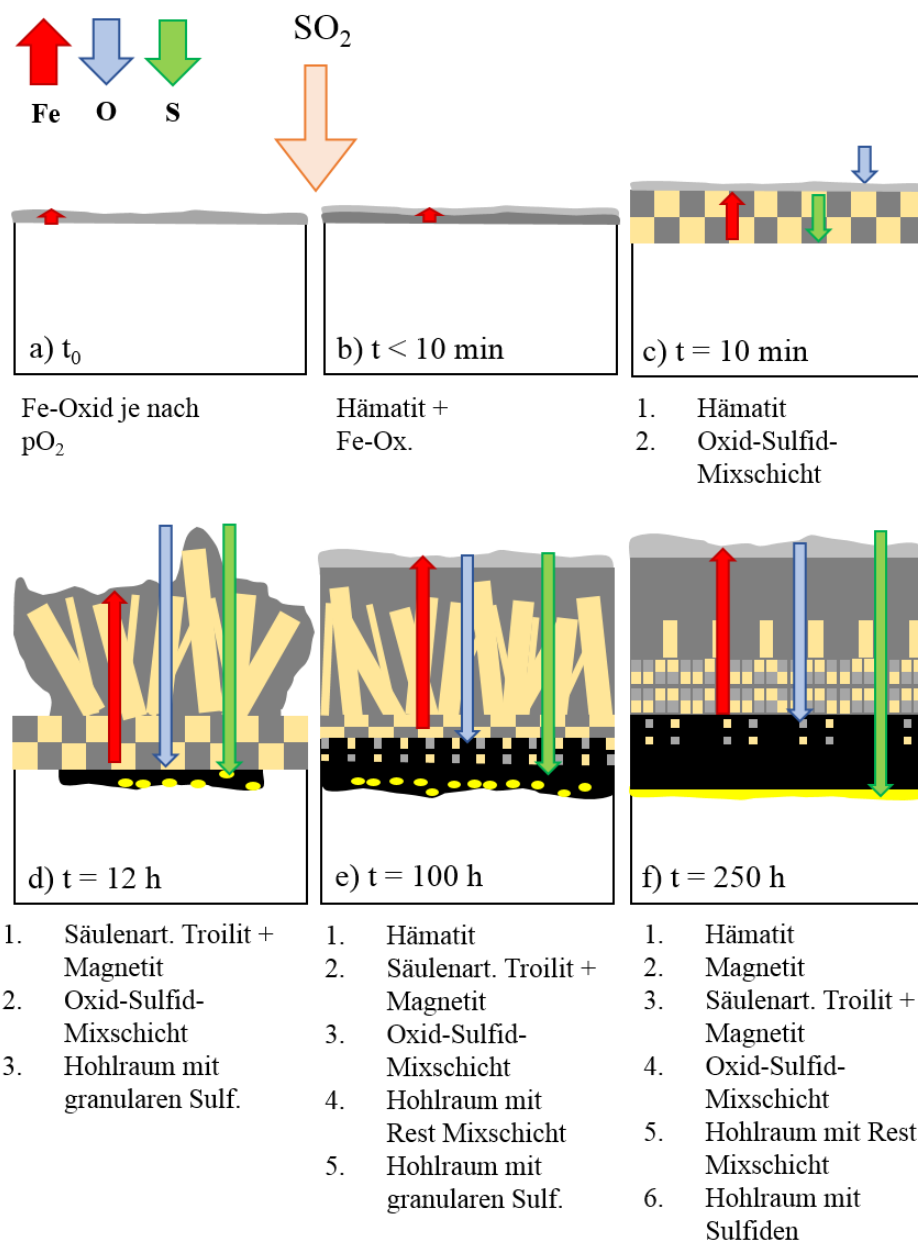 SO₂
Fe O S
a) t₀
b) t < 10 min
c) t = 10 min
Fe-Oxid je nach
pO₂
Hämatit +
Fe-Ox.
1. Hämatit
2. Oxid-Sulfid-
Mixschicht
d) t = 12 h
e) t = 100 h
f) t = 250 h
1. Säulenart. Troilit +
Magnetit
2. Oxid-Sulfid-
Mixschicht
3. Hohlraum mit
granularen Sulf.
1. Hämatit
2. Säulenart. Troilit +
Magnetit
3. Oxid-Sulfid-
Mixschicht
4. Hohlraum mit
Rest Mixschicht
5. Hohlraum mit
granularen Sulf.
1. Hämatit
2. Magnetit
3. Säulenart. Troilit +
Magnetit
4. Oxid-Sulfid-
Mixschicht
5. Hohlraum mit Rest
Mixschicht
6. Hohlraum mit
Sulfiden